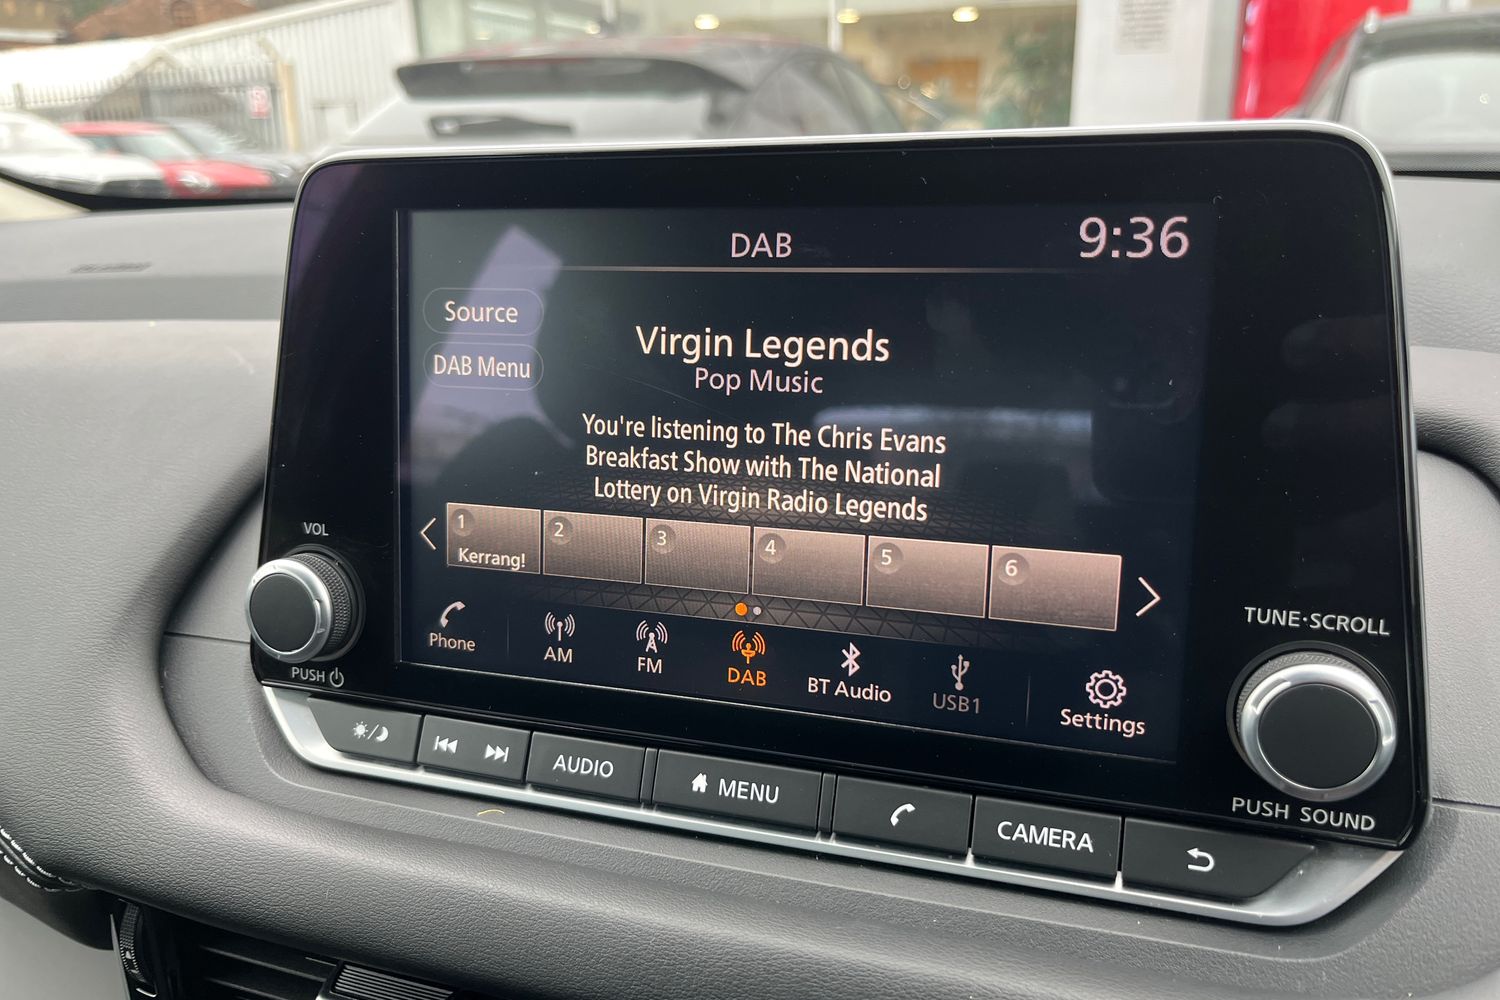 DAB
9:36
Source
DAB Menu
Virgin Legends
Pop Music
You're listening to The Chris Evans
Breakfast Show with The National
Lottery on Virgin Radio Legends
1
Kerrang!
2
3
4
5
6
Phone
AM
FM
DAB
BT Audio
USB1
Settings
VOL
PUSH
TUNE·SCROLL
PUSH SOUND
AUDIO
MENU
CAMERA